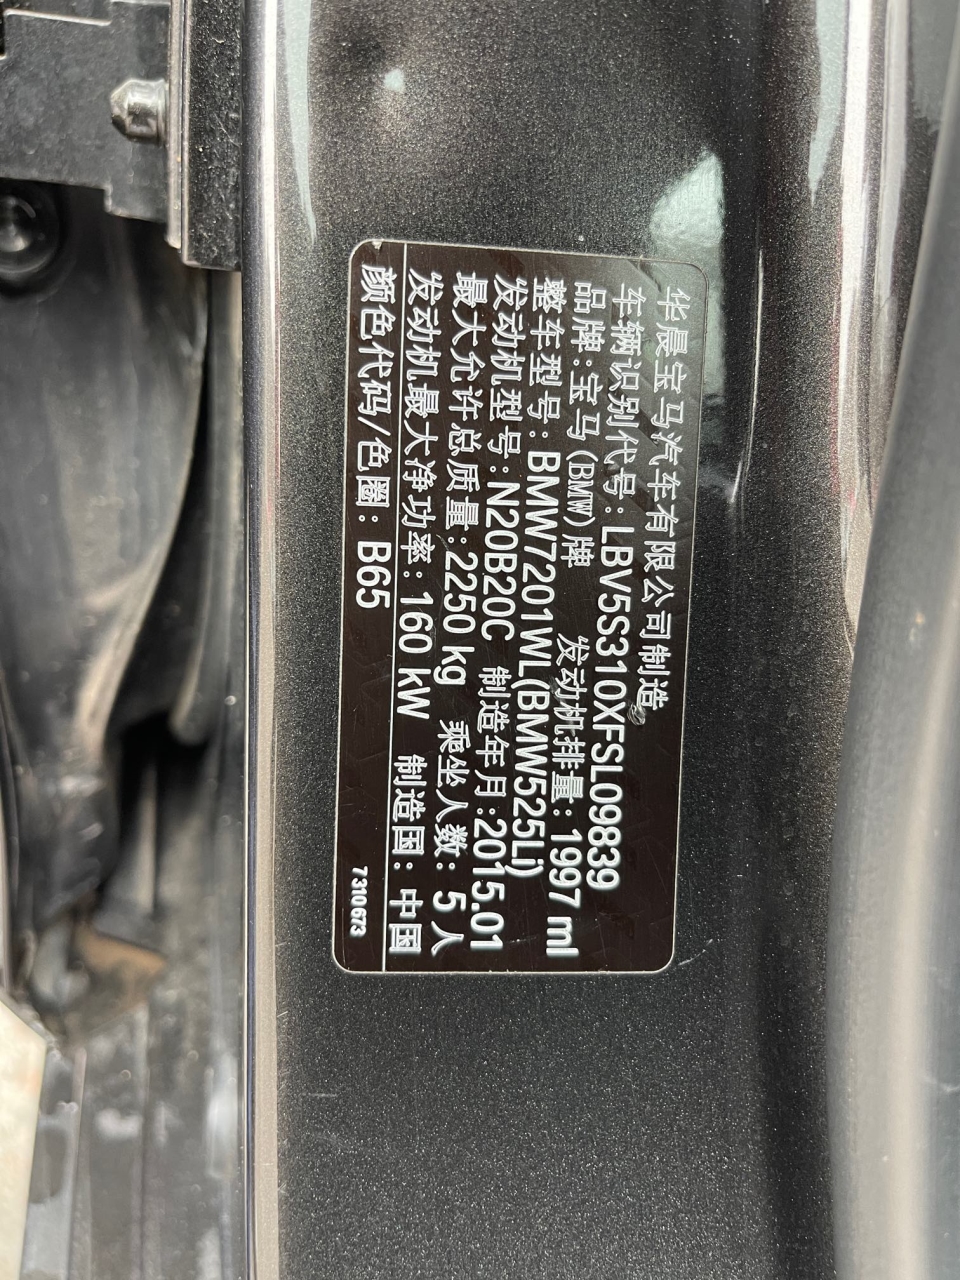 华晨宝马汽车有限公司制造
车辆识别代号:LBV5S310XFSL09839
品牌:宝马(BMW)牌 发动机排量:1997 ml
整车型号:BMW7201WL(BMW525Li)
发动机型号:N20B20C 制造年月:2015.01
最大允许总质量:2250 kg 乘坐人数:5人
发动机最大净功率:160 kW 制造国:中国
颜色代码/色圈:B65
7 310 673